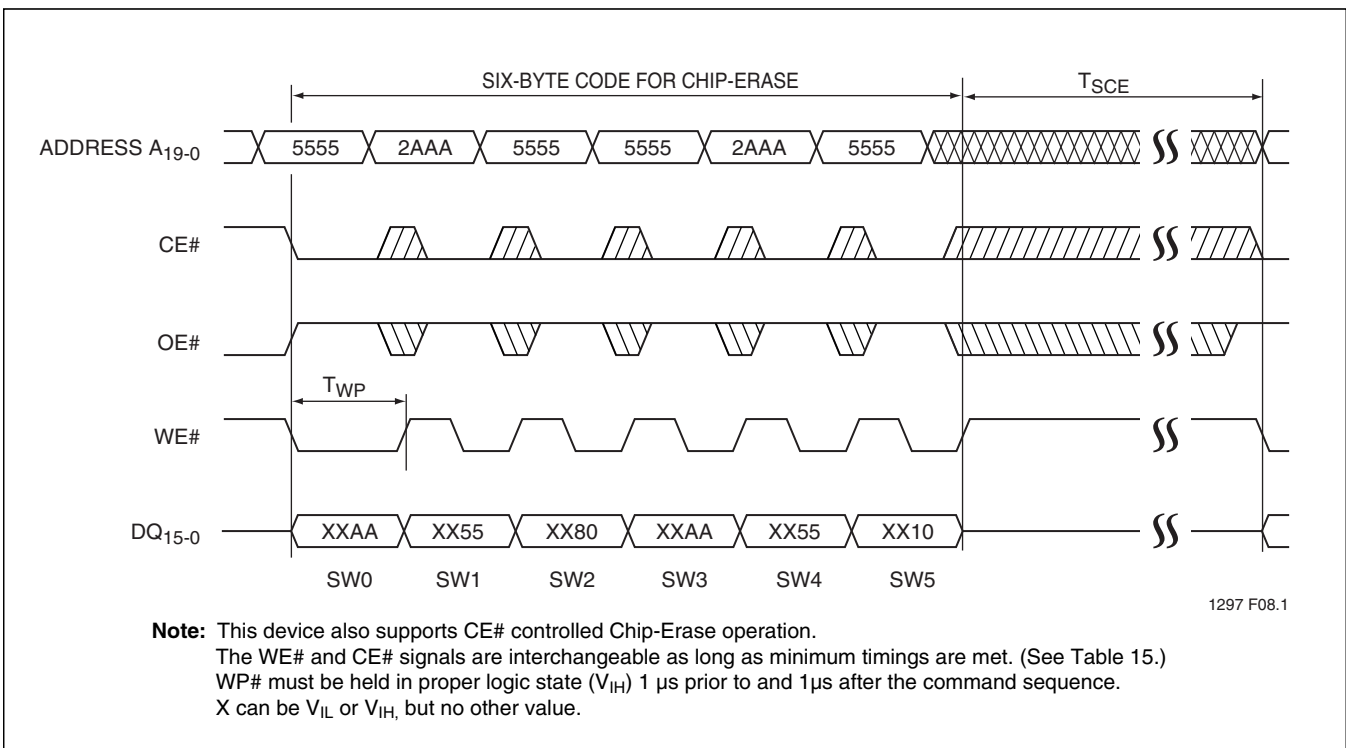 SIX-BYTE CODE FOR CHIP-ERASE TSCE
ADDRESS A19-0 5555 2AAA 5555 5555 2AAA 5555
CE#
OE#
TWP
WE#
DQ15-0 XXAA XX55 XX80 XXAA XX55 XX10
SW0 SW1 SW2 SW3 SW4 SW5
1297 F08.1
Note: This device also supports CE# controlled Chip-Erase operation.
The WE# and CE# signals are interchangeable as long as minimum timings are met. (See Table 15.)
WP# must be held in proper logic state (VIH) 1 µs prior to and 1µs after the command sequence.
X can be VIL or VIH, but no other value.